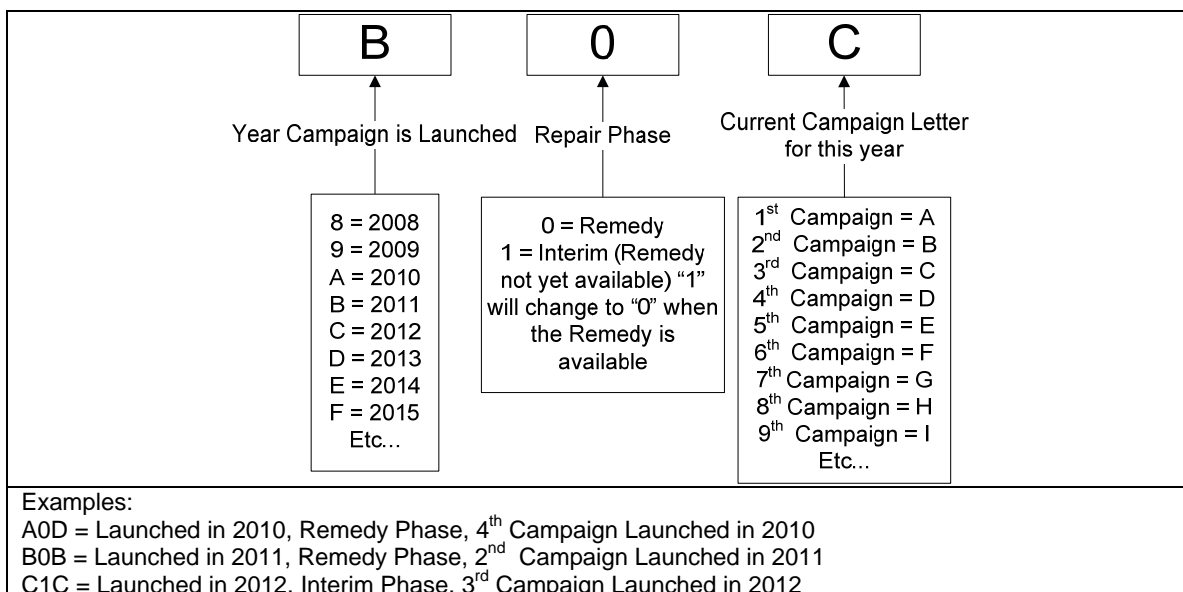 B 0 C
Year Campaign is Launched
Repair Phase
Current Campaign Letter
for this year
8 = 2008
9 = 2009
A = 2010
B = 2011
C = 2012
D = 2013
E = 2014
F = 2015
Etc...
0 = Remedy
1 = Interim (Remedy
not yet available) “1”
will change to “0” when
the Remedy is
available
1st Campaign = A
2nd Campaign = B
3rd Campaign = C
4th Campaign = D
5th Campaign = E
6th Campaign = F
7th Campaign = G
8th Campaign = H
9th Campaign = I
Etc...
Examples:
A0D = Launched in 2010, Remedy Phase, 4th Campaign Launched in 2010
B0B = Launched in 2011, Remedy Phase, 2nd Campaign Launched in 2011
C1C = Launched in 2012, Interim Phase, 3rd Campaign Launched in 2012